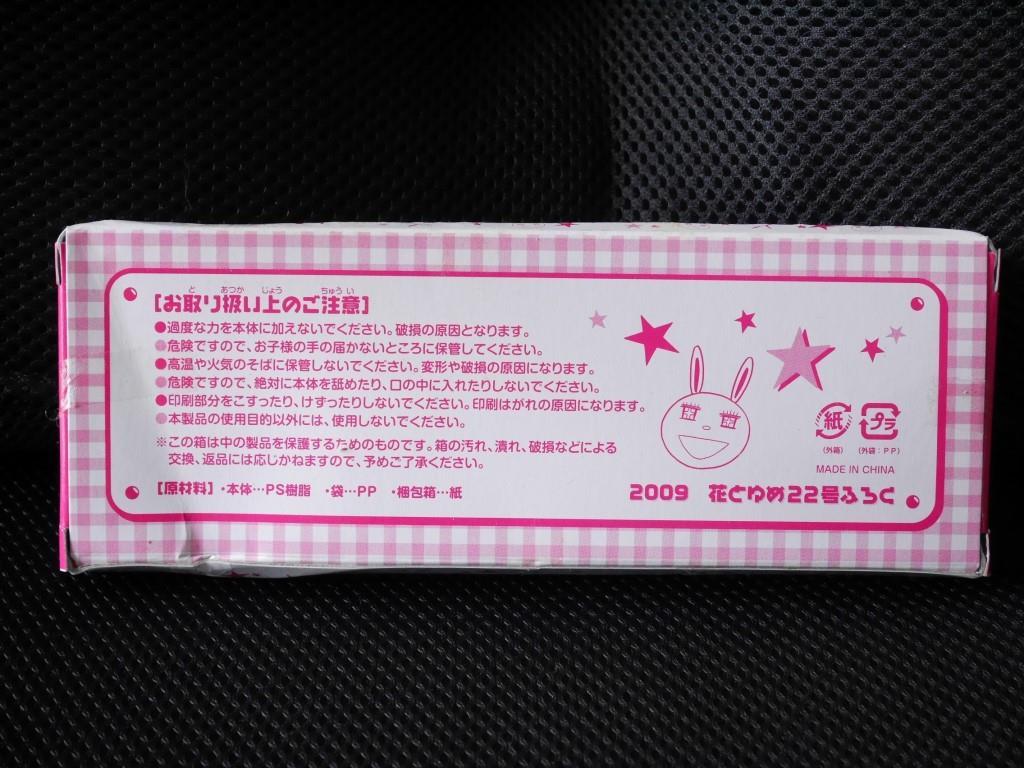 【お取り扱い上のご注意】
●過度な力を本体に加えないでください。破損の原因となります。
●危険ですので、お子様の手の届かないところに保管してください。
●高温や火気のそばに保管しないでください。変形や破損の原因になります。
●危険ですので、絶対に本体を舐めたり、口の中に入れたりしないでください。
●印刷部分をこすったり、けずったりしないでください。印刷はがれの原因になります。
●本製品の使用目的以外には、使用しないでください。
※この箱は中の製品を保護するためのものです。箱の汚れ、潰れ、破損などによる
交換、返品には応じかねますので、予めご了承ください。
【原材料】・本体…PS樹脂 ・袋…PP ・梱包箱…紙
紙 プラ
(外箱) (外袋：PP)
MADE IN CHINA
2009 花とゆめ22号ふろく